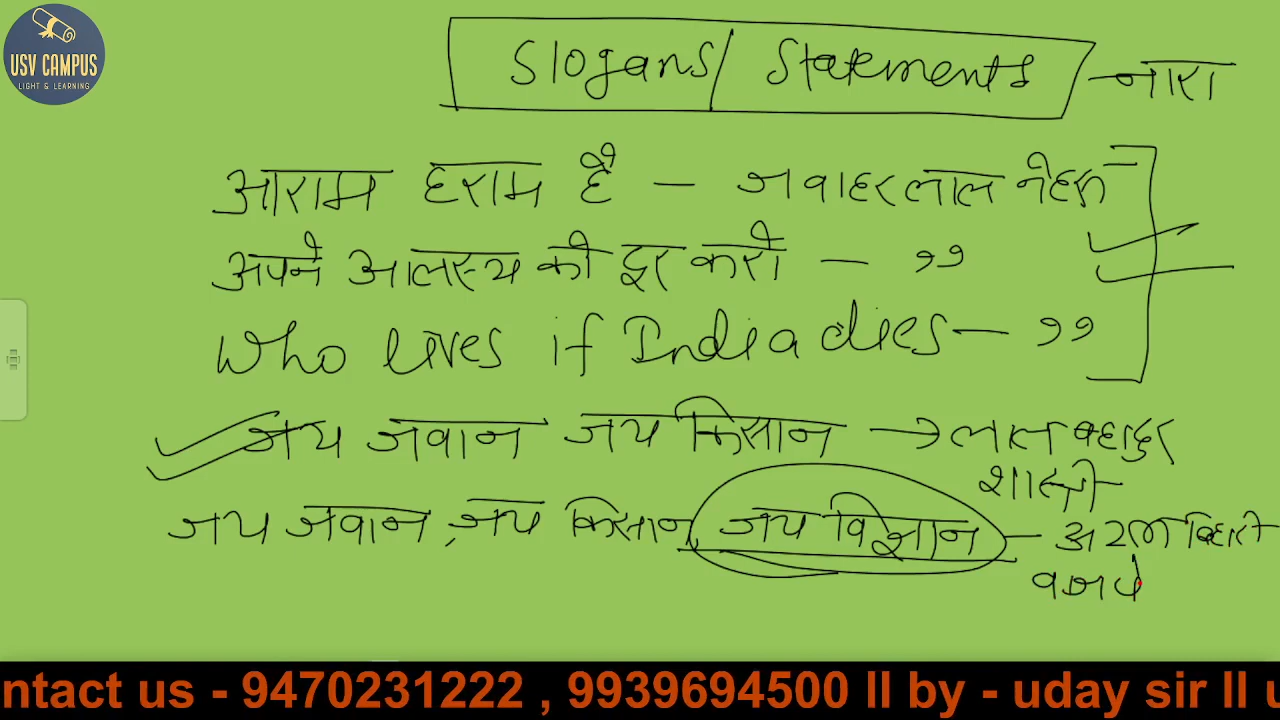 USV CAMPUS
LIGHT & LEARNING
Slogans/ Statements - नारा
आराम हराम है - जवाहरलाल नेहरू
अपने आलस्य को दूर करो - ,,
Who lives if India dies - ,,
जय जवान जय किसान → लाल बहादुर
शास्त्री
जय जवान, जय किसान, जय विज्ञान - अटल बिहारी
वाजपे
ntact us - 9470231222 , 9939694500 ll by - uday sir ll u